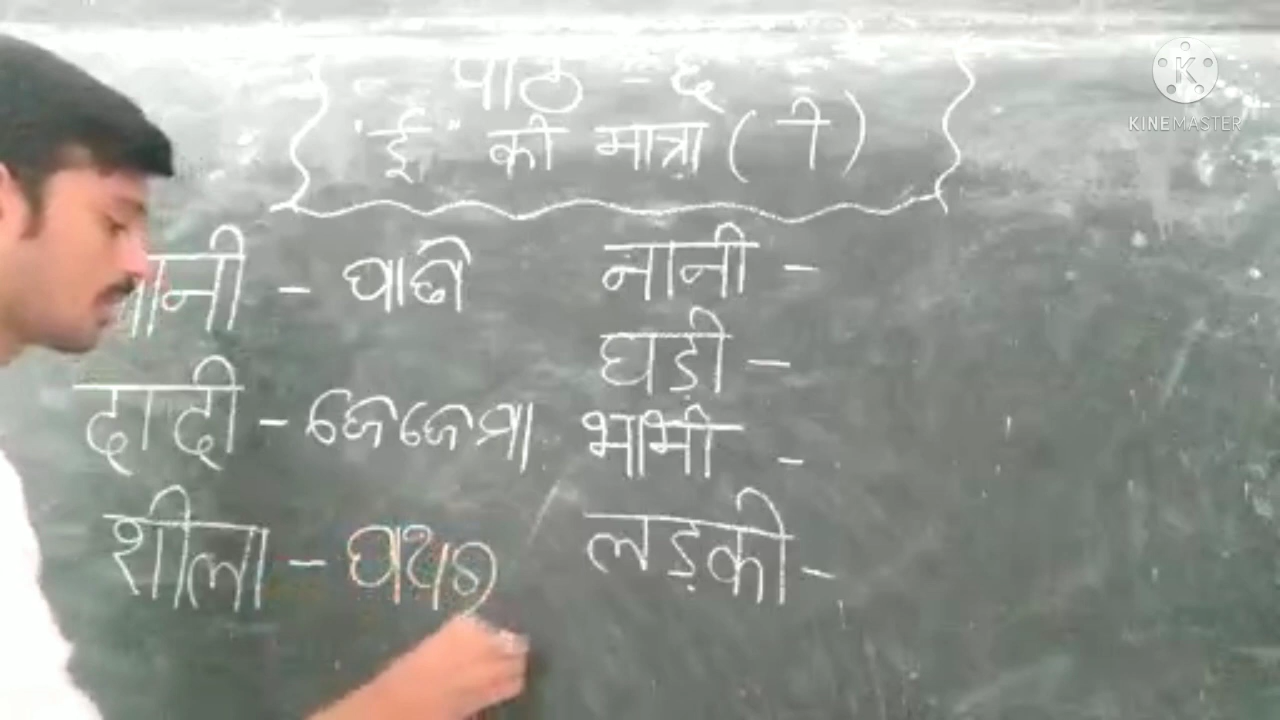 पाठ - ६
"ई" की मात्रा ( ी )
पानी - ପାଣି
नानी -
घड़ी -
दादी - ଜେଜେମା
भाभी -
शीला - ପଥର
लड़की -
KINEMASTER